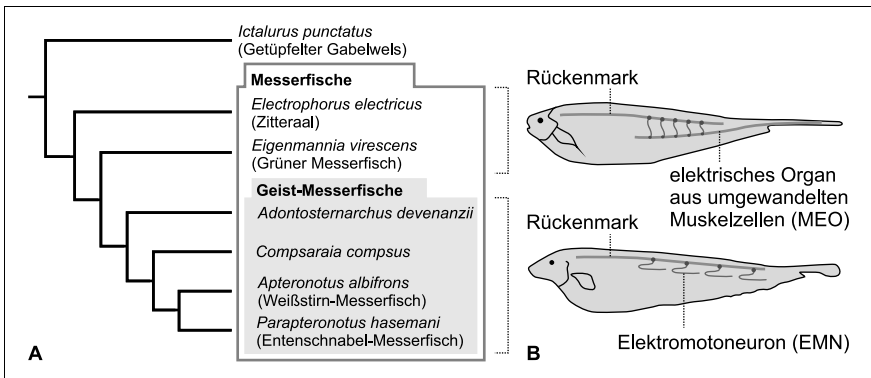 Ictalurus punctatus
(Getüpfelter Gabelwels)
Messerfische
Electrophorus electricus
(Zitteraal)
Eigenmannia virescens
(Grüner Messerfisch)
Geist-Messerfische
Adontosternarchus devenanzii
Compsaraia compsus
Apteronotus albifrons
(Weißstirn-Messerfisch)
Parapteronotus hasemani
(Entenschnabel-Messerfisch)
A
Rückenmark
elektrisches Organ
aus umgewandelten
Muskelzellen (MEO)
Rückenmark
Elektromotoneuron (EMN)
B